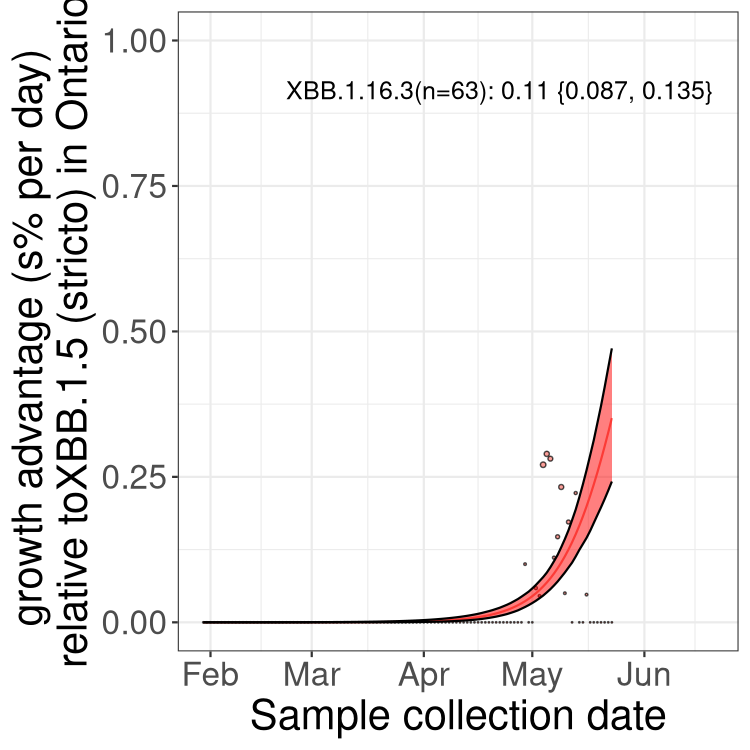 growth advantage (s% per day)
relative toXBB.1.5 (stricto) in Ontario
1.00
0.75
0.50
0.25
0.00
XBB.1.16.3(n=63): 0.11 {0.087, 0.135}
Feb Mar Apr May Jun
Sample collection date